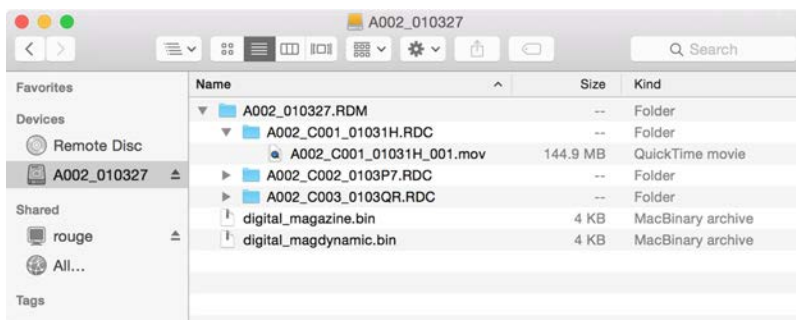 A002_010327
Search
Favorites
Devices
Remote Disc
A002_010327
Shared
rouge
All...
Tags
Name Size Kind
A002_010327.RDM -- Folder
A002_C001_01031H.RDC -- Folder
A002_C001_01031H_001.mov 144.9 MB QuickTime movie
A002_C002_0103P7.RDC -- Folder
A002_C003_0103QR.RDC -- Folder
digital_magazine.bin 4 KB MacBinary archive
digital_magdynamic.bin 4 KB MacBinary archive